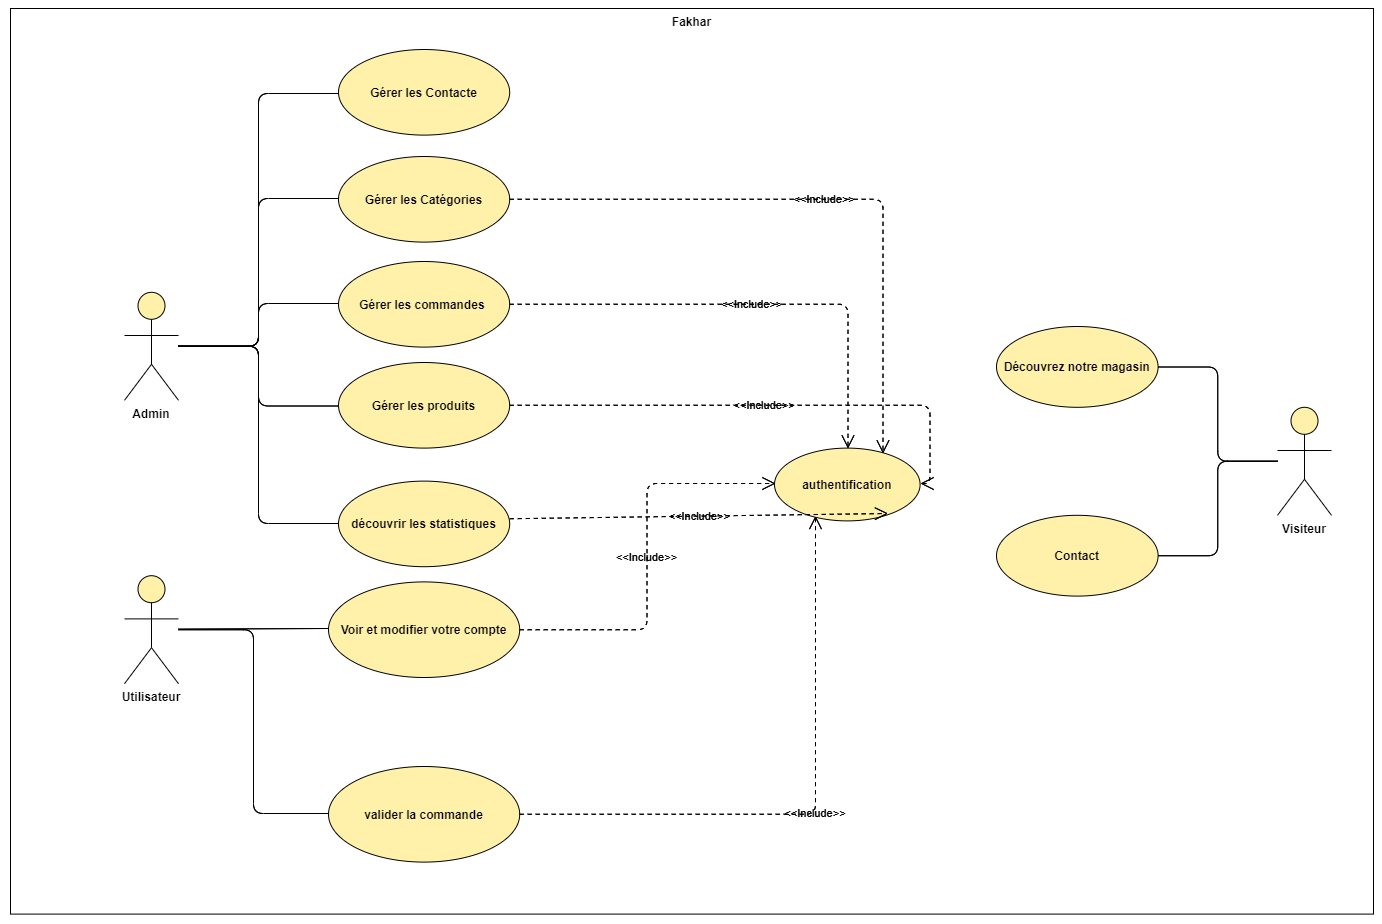 Fakhar
Gérer les Contacte
Gérer les Catégories
<<Include>>
Gérer les commandes
<<Include>>
Découvrez notre magasin
Admin
Gérer les produits
<<Include>>
authentification
découvrir les statistiques
<<Include>>
Visiteur
<<Include>>
Contact
Voir et modifier votre compte
Utilisateur
valider la commande
<<Include>>